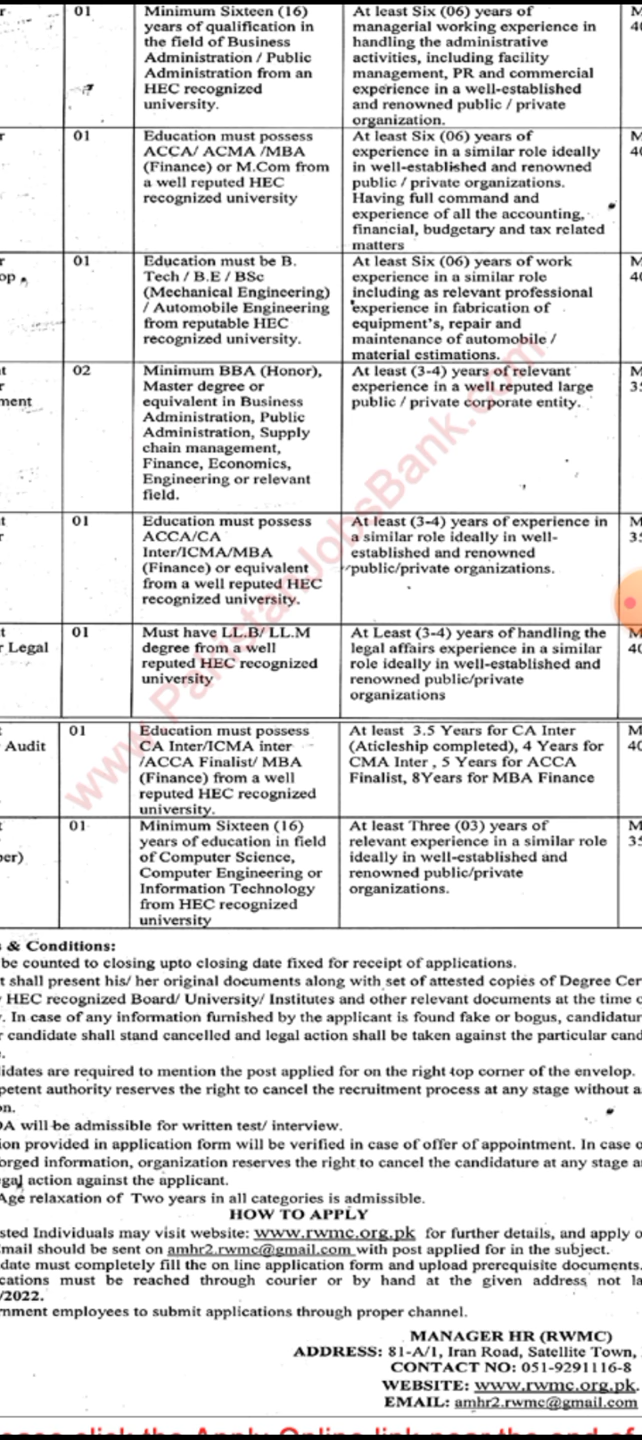 r 01 Minimum Sixteen (16) At least Six (06) years of M
years of qualification in managerial working experience in 40
the field of Business handling the administrative
Administration / Public activities, including facility
Administration from an management, PR and commercial
HEC recognized experience in a well-established
university. and renowned public / private
organization.
r 01 Education must possess At least Six (06) years of M
ACCA/ ACMA /MBA experience in a similar role ideally 40
(Finance) or M.Com from in well-established and renowned
a well reputed HEC public / private organizations.
recognized university Having full command and
experience of all the accounting,
financial, budgetary and tax related
matters
r 01 Education must be B. At least Six (06) years of work M
op Tech / B.E / BSc experience in a similar role 40
(Mechanical Engineering) including as relevant professional
/ Automobile Engineering experience in fabrication of
from reputable HEC equipment's, repair and
recognized university. maintenance of automobile /
material estimations.
t 02 Minimum BBA (Honor), At least (3-4) years of relevant M
r Master degree or experience in a well reputed large 35
ment equivalent in Business public / private corporate entity.
Administration, Public
Administration, Supply
chain management,
Finance, Economics,
Engineering or relevant
field.
t 01 Education must possess At least (3-4) years of experience in M
r ACCA/CA a similar role ideally in well- 35
Inter/ICMA/MBA established and renowned
(Finance) or equivalent public/private organizations.
from a well reputed HEC
recognized university.
t 01 Must have LL.B/ LL.M At Least (3-4) years of handling the M
r Legal degree from a well legal affairs experience in a similar 40
reputed HEC recognized role ideally in well-established and
university renowned public/private
organizations
t 01 Education must possess At least 3.5 Years for CA Inter M
Audit CA Inter/ICMA inter (Aticleship completed), 4 Years for 40
/ACCA Finalist/ MBA CMA Inter , 5 Years for ACCA
(Finance) from a well Finalist, 8Years for MBA Finance
reputed HEC recognized
university.
t 01 Minimum Sixteen (16) At least Three (03) years of M
years of education in field relevant experience in a similar role 35
er) of Computer Science, ideally in well-established and
Computer Engineering or renowned public/private
Information Technology organizations.
from HEC recognized
university
www.PakistanJobsBank.com
s & Conditions:
be counted to closing upto closing date fixed for receipt of applications.
t shall present his/ her original documents along with set of attested copies of Degree Cer
HEC recognized Board/ University/ Institutes and other relevant documents at the time o
. In case of any information furnished by the applicant is found fake or bogus, candidatur
r candidate shall stand cancelled and legal action shall be taken against the particular cand
.
idates are required to mention the post applied for on the right top corner of the envelop.
petent authority reserves the right to cancel the recruitment process at any stage without a
on.
DA will be admissible for written test/ interview.
ion provided in application form will be verified in case of offer of appointment. In case o
orged information, organization reserves the right to cancel the candidature at any stage a
egal action against the applicant.
Age relaxation of Two years in all categories is admissible.
HOW TO APPLY
sted Individuals may visit website: www.rwmc.org.pk for further details, and apply o
mail should be sent on amhr2.rwmc@gmail.com with post applied for in the subject.
date must completely fill the on line application form and upload prerequisite documents.
cations must be reached through courier or by hand at the given address not la
/2022.
rnment employees to submit applications through proper channel.
MANAGER HR (RWMC)
ADDRESS: 81-A/1, Iran Road, Satellite Town,
CONTACT NO: 051-9291116-8
WEBSITE: www.rwmc.org.pk.
EMAIL: amhr2.rwmc@gmail.com